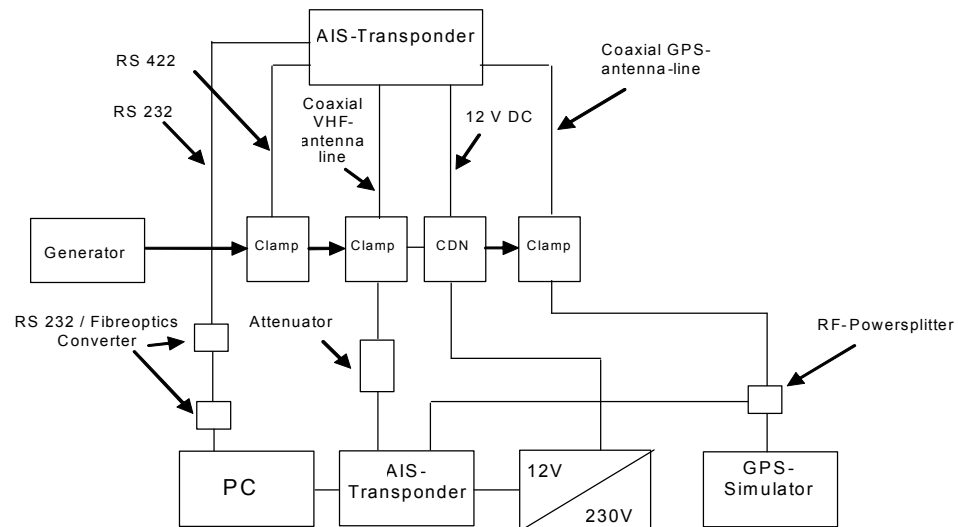 AIS-Transponder
RS 422
RS 232
Coaxial
VHF-
antenna
line
12 V DC
Coaxial GPS-
antenna-line
Generator
Clamp
Clamp
CDN
Clamp
RS 232 / Fibreoptics
Converter
Attenuator
RF-Powersplitter
PC
AIS-
Transponder
12V
230V
GPS-
Simulator